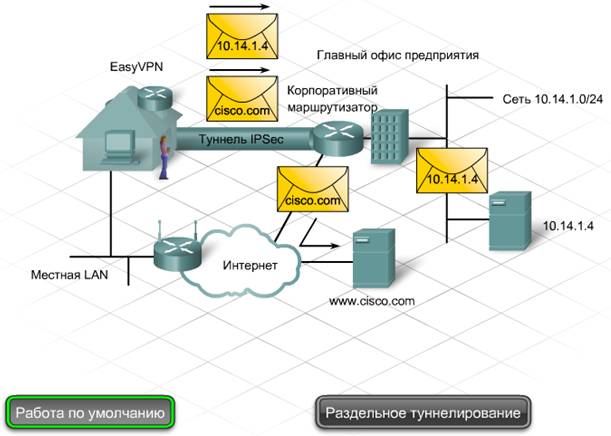 10.14.1.4
Главный офис предприятия
EasyVPN
cisco.com
Корпоративный
маршрутизатор
Сеть 10.14.1.0/24
Туннель IPSec
10.14.1.4
cisco.com
10.14.1.4
Интернет
Местная LAN
www.cisco.com
Работа по умолчанию
Раздельное туннелирование